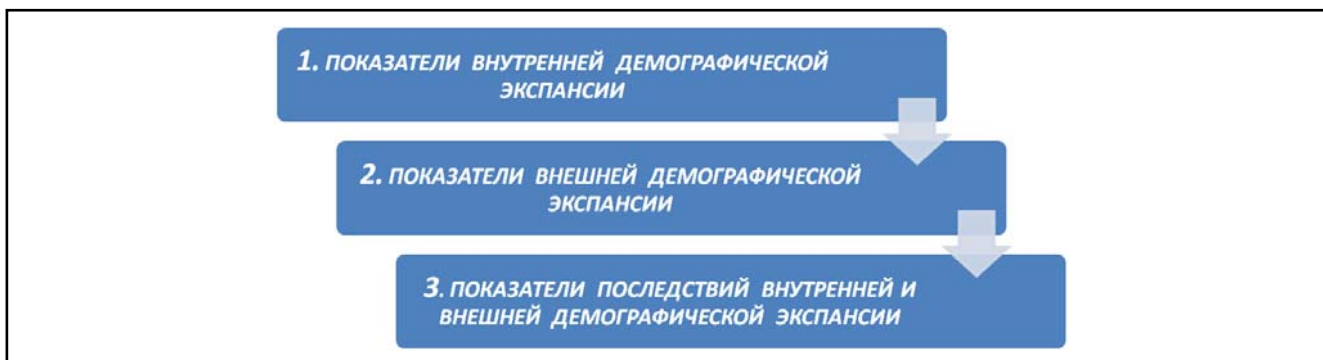 1. ПОКАЗАТЕЛИ ВНУТРЕННЕЙ ДЕМОГРАФИЧЕСКОЙ
ЭКСПАНСИИ
2. ПОКАЗАТЕЛИ ВНЕШНЕЙ ДЕМОГРАФИЧЕСКОЙ
ЭКСПАНСИИ
3. ПОКАЗАТЕЛИ ПОСЛЕДСТВИЙ ВНУТРЕННЕЙ И
ВНЕШНЕЙ ДЕМОГРАФИЧЕСКОЙ ЭКСПАНСИИ